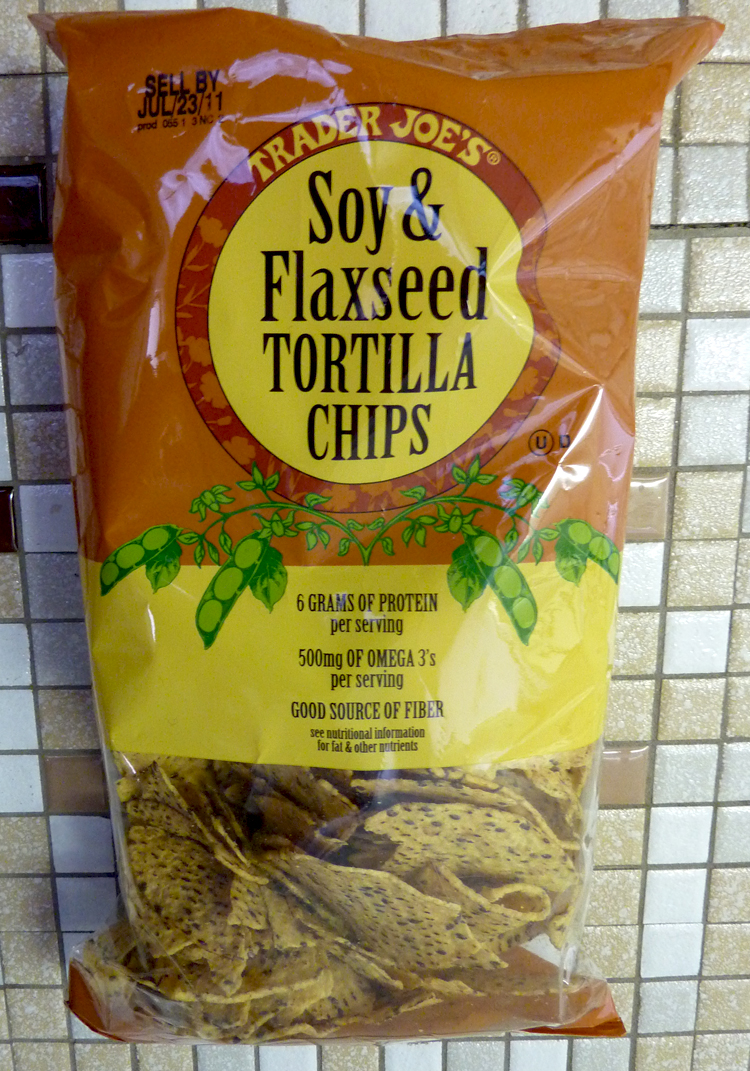 SELL BY
JUL/23/11
TRADER JOE'S®
Soy &
Flaxseed
TORTILLA
CHIPS
U D
6 GRAMS OF PROTEIN
per serving
500mg OF OMEGA 3's
per serving
GOOD SOURCE OF FIBER
see nutritional information
for fat & other nutrients